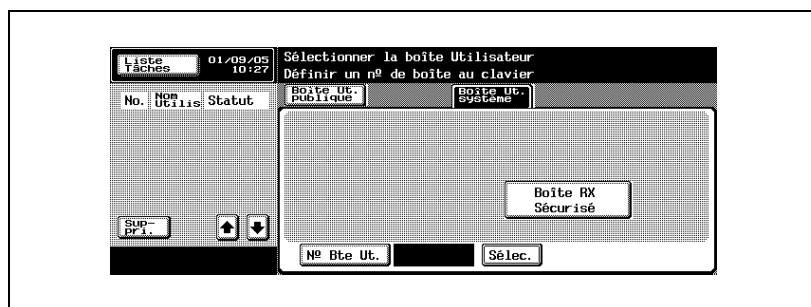 Liste
Tâches
01/09/05
10:27
Sélectionner la boîte Utilisateur
Définir un nº de boîte au clavier
No.
Nom
Utilis
Statut
Boîte Ut.
publique
Boîte Ut.
système
Boîte RX
Sécurisé
Sup-
pri.
Nº Bte Ut.
Sélec.